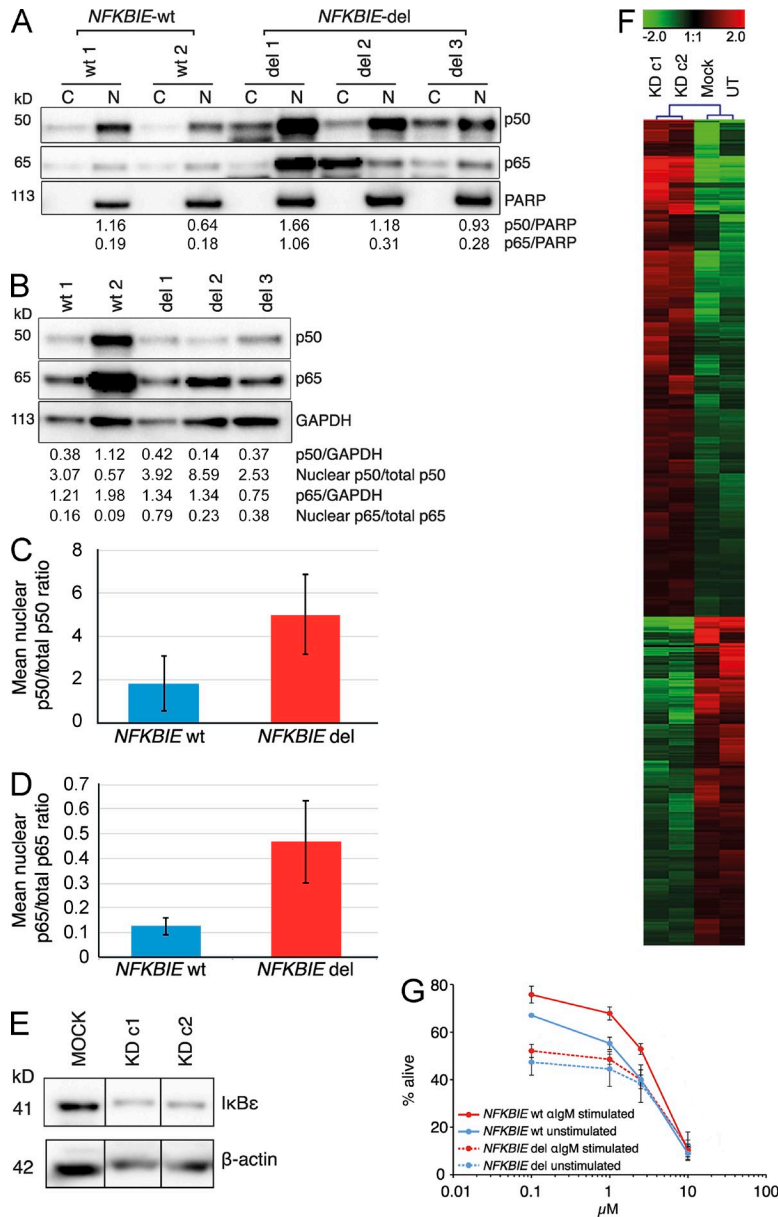 A
NFKBIE-wt NFKBIE-del
wt 1 wt 2 del 1 del 2 del 3
kD C N C N C N C N C N
50 p50
65 p65
113 PARP
1.16 0.64 1.66 1.18 0.93 p50/PARP
0.19 0.18 1.06 0.31 0.28 p65/PARP
B
wt 1 wt 2 del 1 del 2 del 3
kD
50 p50
65 p65
113 GAPDH
0.38 1.12 0.42 0.14 0.37 p50/GAPDH
3.07 0.57 3.92 8.59 2.53 Nuclear p50/total p50
1.21 1.98 1.34 1.34 0.75 p65/GAPDH
0.16 0.09 0.79 0.23 0.38 Nuclear p65/total p65
C
Mean nuclear
p50/total p50 ratio
8
6
4
2
0
NFKBIE wt NFKBIE del
D
Mean nuclear
p65/total p65 ratio
0.7
0.6
0.5
0.4
0.3
0.2
0.1
0
NFKBIE wt NFKBIE del
E
MOCK KD c1 KD c2
kD
41 IκBε
42 β-actin
F
-2.0 1:1 2.0
KD c1 KD c2 Mock UT
G
% alive
80
60
40
20
0
NFKBIE wt αIgM stimulated
NFKBIE wt unstimulated
NFKBIE del αIgM stimulated
NFKBIE del unstimulated
0.01 0.1 1 10 100
µM